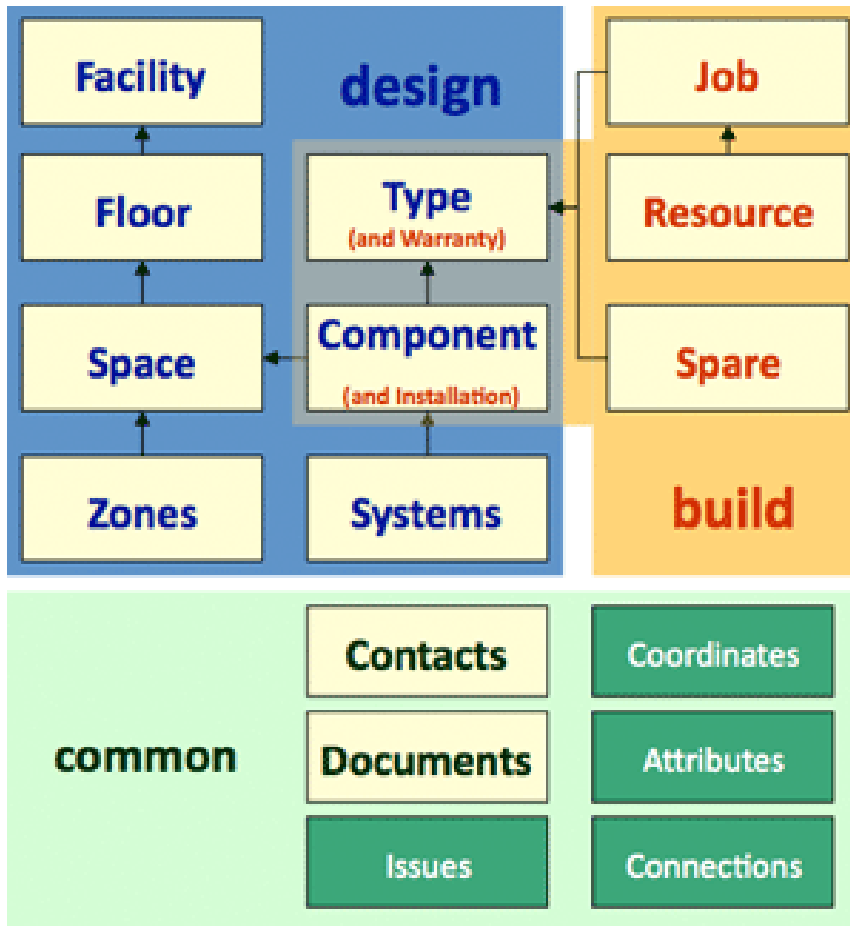 Facility
design
Job
Floor
Type
(and Warranty)
Resource
Space
Component
(and Installation)
Spare
Zones
Systems
build
common
Contacts
Coordinates
Documents
Attributes
Issues
Connections